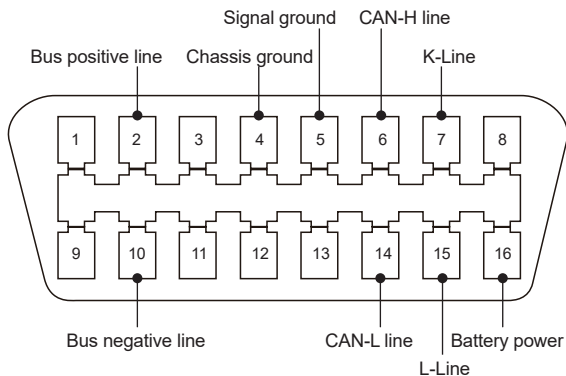 Signal ground CAN-H line
Bus positive line Chassis ground K-Line
1 2 3 4 5 6 7 8
9 10 11 12 13 14 15 16
Bus negative line CAN-L line Battery power
L-Line